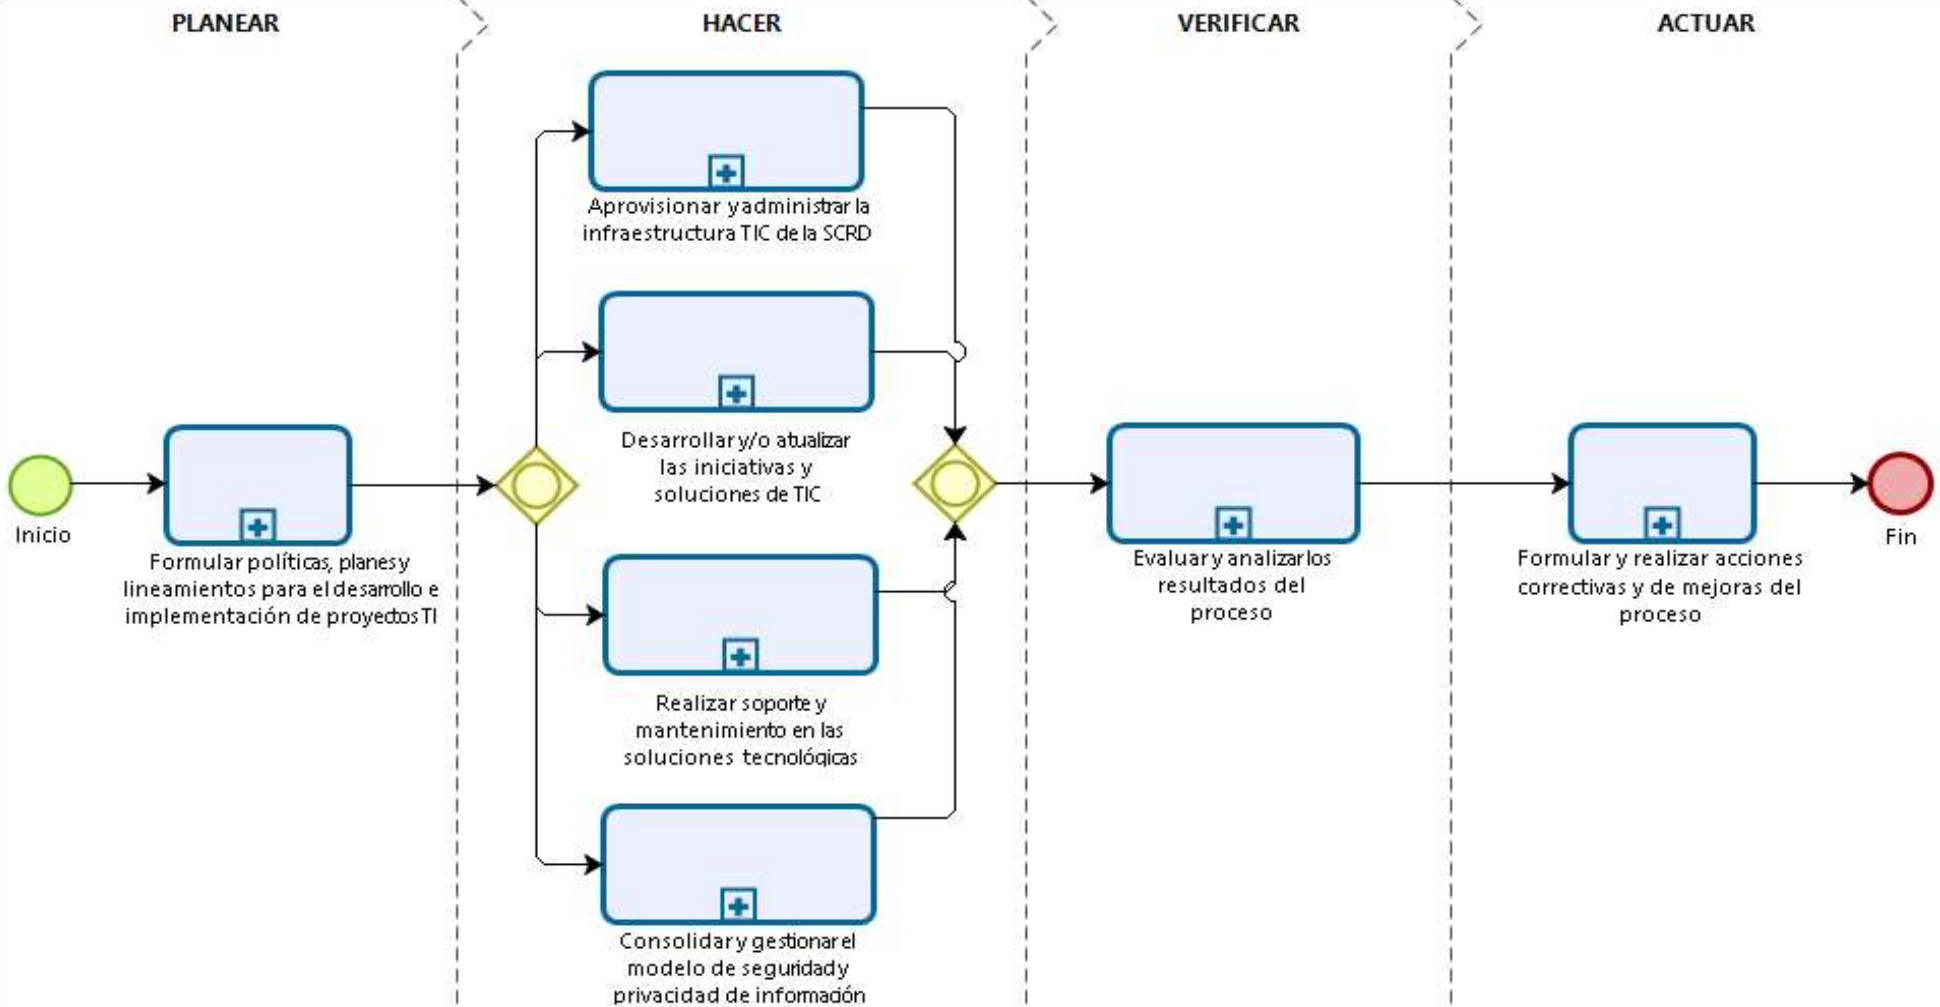 PLANEAR
HACER
VERIFICAR
ACTUAR
Inicio
Formular políticas, planes y
lineamientos para el desarrollo e
implementación de proyectos TI
Aprovisionar y administrar la
infraestructura TIC de la SCRD
Desarrollar y/o atualizar
las iniciativas y
soluciones de TIC
Realizar soporte y
mantenimiento en las
soluciones tecnológicas
Consolidar y gestionar el
modelo de seguridad y
privacidad de información
Evaluar y analizar los
resultados del
proceso
Formular y realizar acciones
correctivas y de mejoras del
proceso
Fin